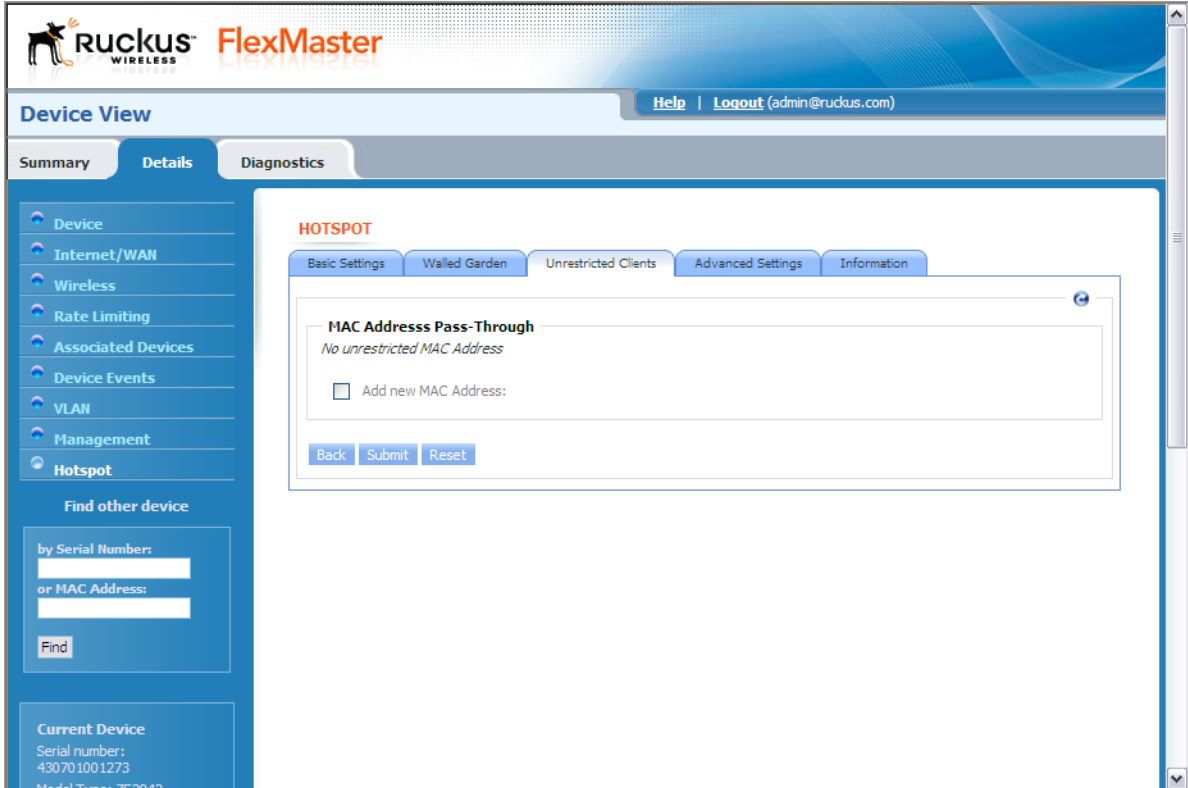 RUCKUS WIRELESS FlexMaster
Device View
Help | Logout (admin@ruckus.com)
Summary Details Diagnostics
Device
Internet/WAN
Wireless
Rate Limiting
Associated Devices
Device Events
VLAN
Management
Hotspot
Find other device
by Serial Number:
or MAC Address:
Find
Current Device
Serial number:
430701001273
HOTSPOT
Basic Settings Walled Garden Unrestricted Clients Advanced Settings Information
MAC Addresss Pass-Through
No unrestricted MAC Address
Add new MAC Address:
Back Submit Reset